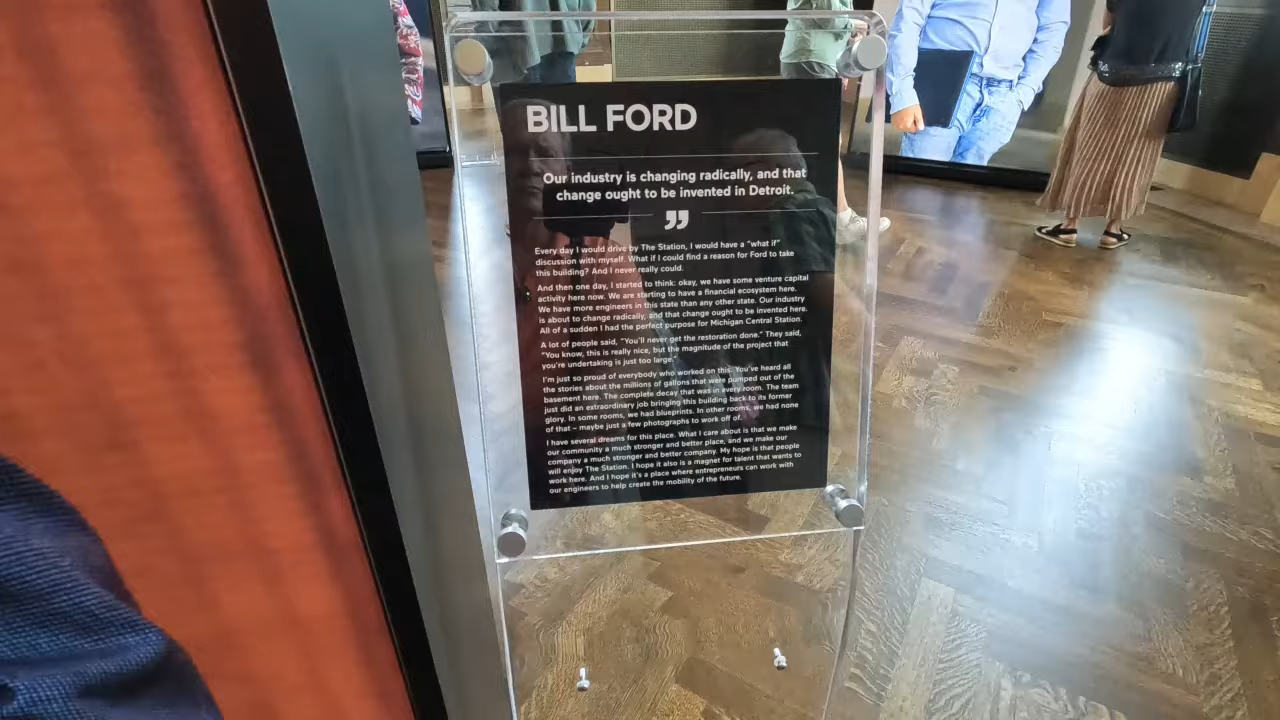 BILL FORD
Our industry is changing radically, and that
change ought to be invented in Detroit.
”
Every day I would drive by The Station, I would have a “what if”
discussion with myself. What if I could find a reason for Ford to take
this building? And I never really could.
And then one day, I started to think: okay, we have some venture capital
activity here now. We are starting to have a financial ecosystem here.
We have more engineers in this state than any other state. Our industry
is about to change radically, and that change ought to be invented here.
All of a sudden I had the perfect purpose for Michigan Central Station.
A lot of people said, “You’ll never get the restoration done.” They said,
“You know, this is really nice, but the magnitude of the project that
you’re undertaking is just too large.”
I’m just so proud of everybody who worked on this. You’ve heard all
the stories about the millions of gallons that were pumped out of the
basement here. The complete decay that was in every room. The team
just did an extraordinary job bringing this building back to its former
glory. In some rooms, we had blueprints. In other rooms, we had none
of that – maybe just a few photographs to work off of.
I have several dreams for this place. What I care about is that we make
our community a much stronger and better place, and we make our
company a much stronger and better company. My hope is that people
will enjoy The Station. I hope it also is a magnet for talent that wants to
work here. And I hope it’s a place where entrepreneurs can work with
our engineers to help create the mobility of the future.